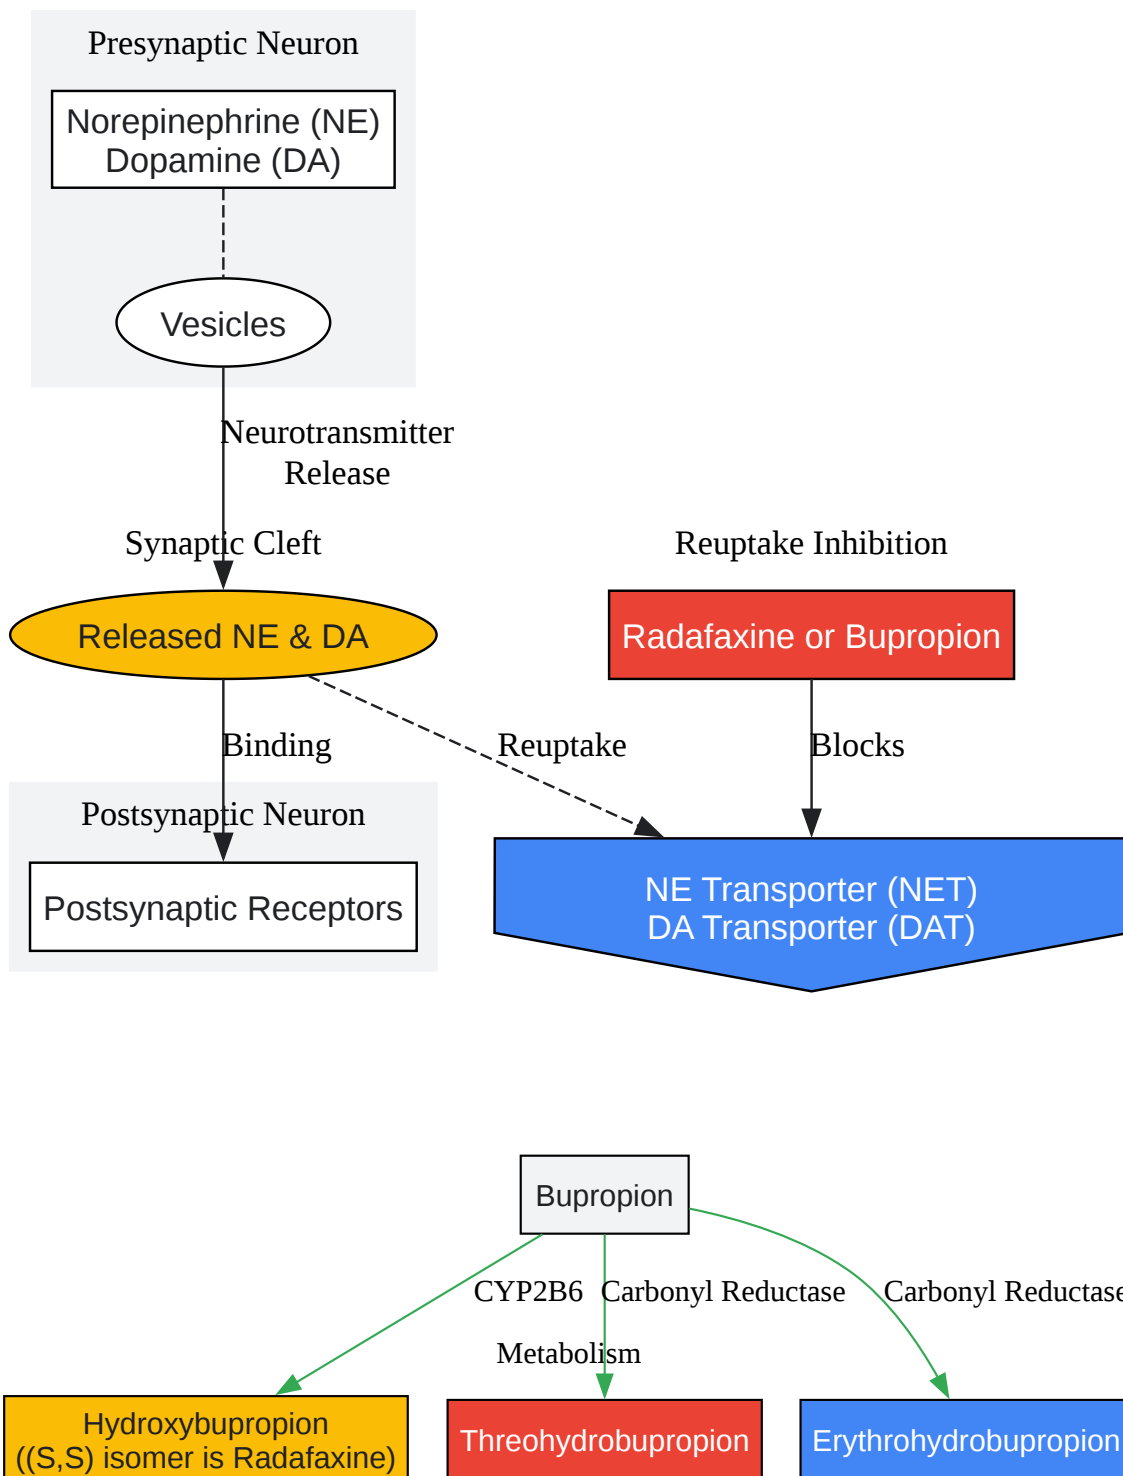 Presynaptic Neuron
Norepinephrine (NE)
Dopamine (DA)
Vesicles
Neurotransmitter
Release
Synaptic Cleft
Reuptake Inhibition
Released NE & DA
Radafaxine or Bupropion
Binding
Reuptake
Blocks
Postsynaptic Neuron
Postsynaptic Receptors
NE Transporter (NET)
DA Transporter (DAT)
Bupropion
CYP2B6
Carbonyl Reductase
Carbonyl Reductase
Metabolism
Hydroxybupropion
((S,S) isomer is Radafaxine)
Threohydrobupropion
Erythrohydrobupropion